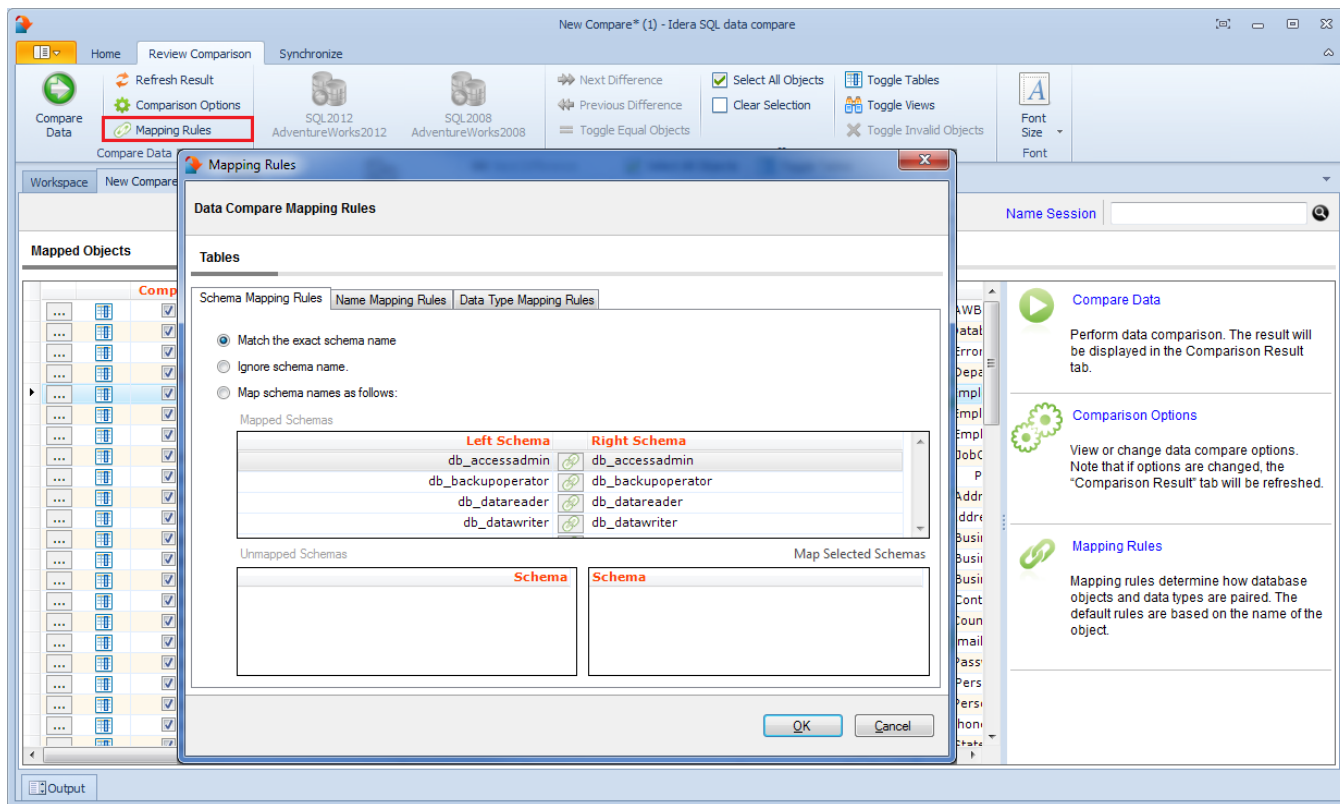 New Compare* (1) - Idera SQL data compare
Home Review Comparison Synchronize
Compare Data
Refresh Result
Comparison Options
Mapping Rules
SQL2012
AdventureWorks2012
SQL2008
AdventureWorks2008
Next Difference
Previous Difference
Toggle Equal Objects
Select All Objects
Clear Selection
Toggle Tables
Toggle Views
Toggle Invalid Objects
A
Font
Size
Compare Data
Font
Workspace New Compare
Name Session
Mapped Objects
Comp
Mapping Rules
Data Compare Mapping Rules
Tables
Schema Mapping Rules Name Mapping Rules Data Type Mapping Rules
Match the exact schema name
Ignore schema name.
Map schema names as follows:
Mapped Schemas
Left Schema Right Schema
db_accessadmin db_accessadmin
db_backupoperator db_backupoperator
db_datareader db_datareader
db_datawriter db_datawriter
Unmapped Schemas Map Selected Schemas
Schema Schema
OK Cancel
Compare Data
Perform data comparison. The result will
be displayed in the Comparison Result
tab.
Comparison Options
View or change data compare options.
Note that if options are changed, the
“Comparison Result” tab will be refreshed.
Mapping Rules
Mapping rules determine how database
objects and data types are paired. The
default rules are based on the name of the
object.
Output